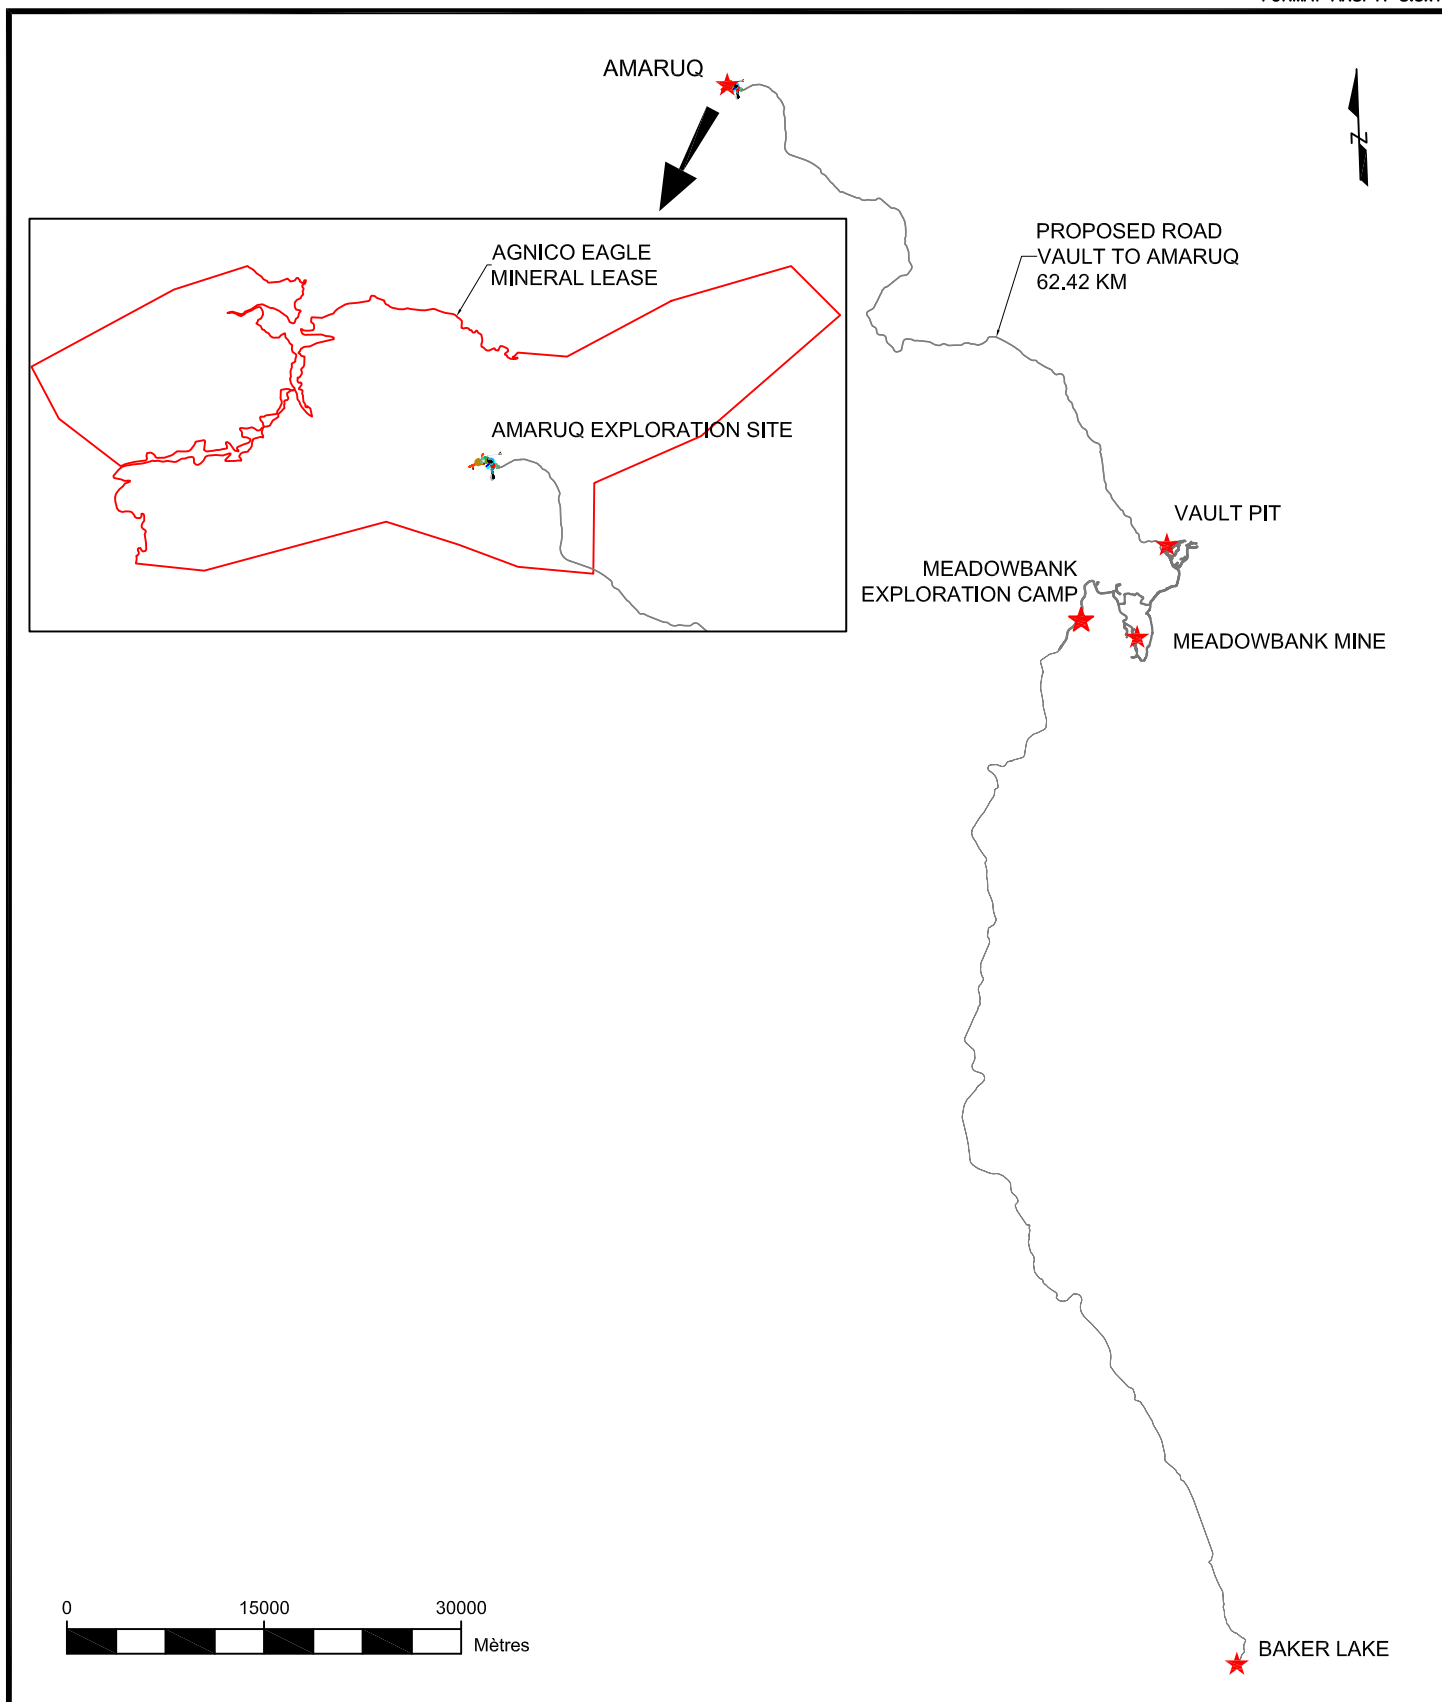 AMARUQ
N
PROPOSED ROAD
VAULT TO AMARUQ
62.42 KM
AGNICO EAGLE
MINERAL LEASE
AMARUQ EXPLORATION SITE
VAULT PIT
MEADOWBANK
EXPLORATION CAMP
MEADOWBANK MINE
0 15000 30000
Mètres
BAKER LAKE